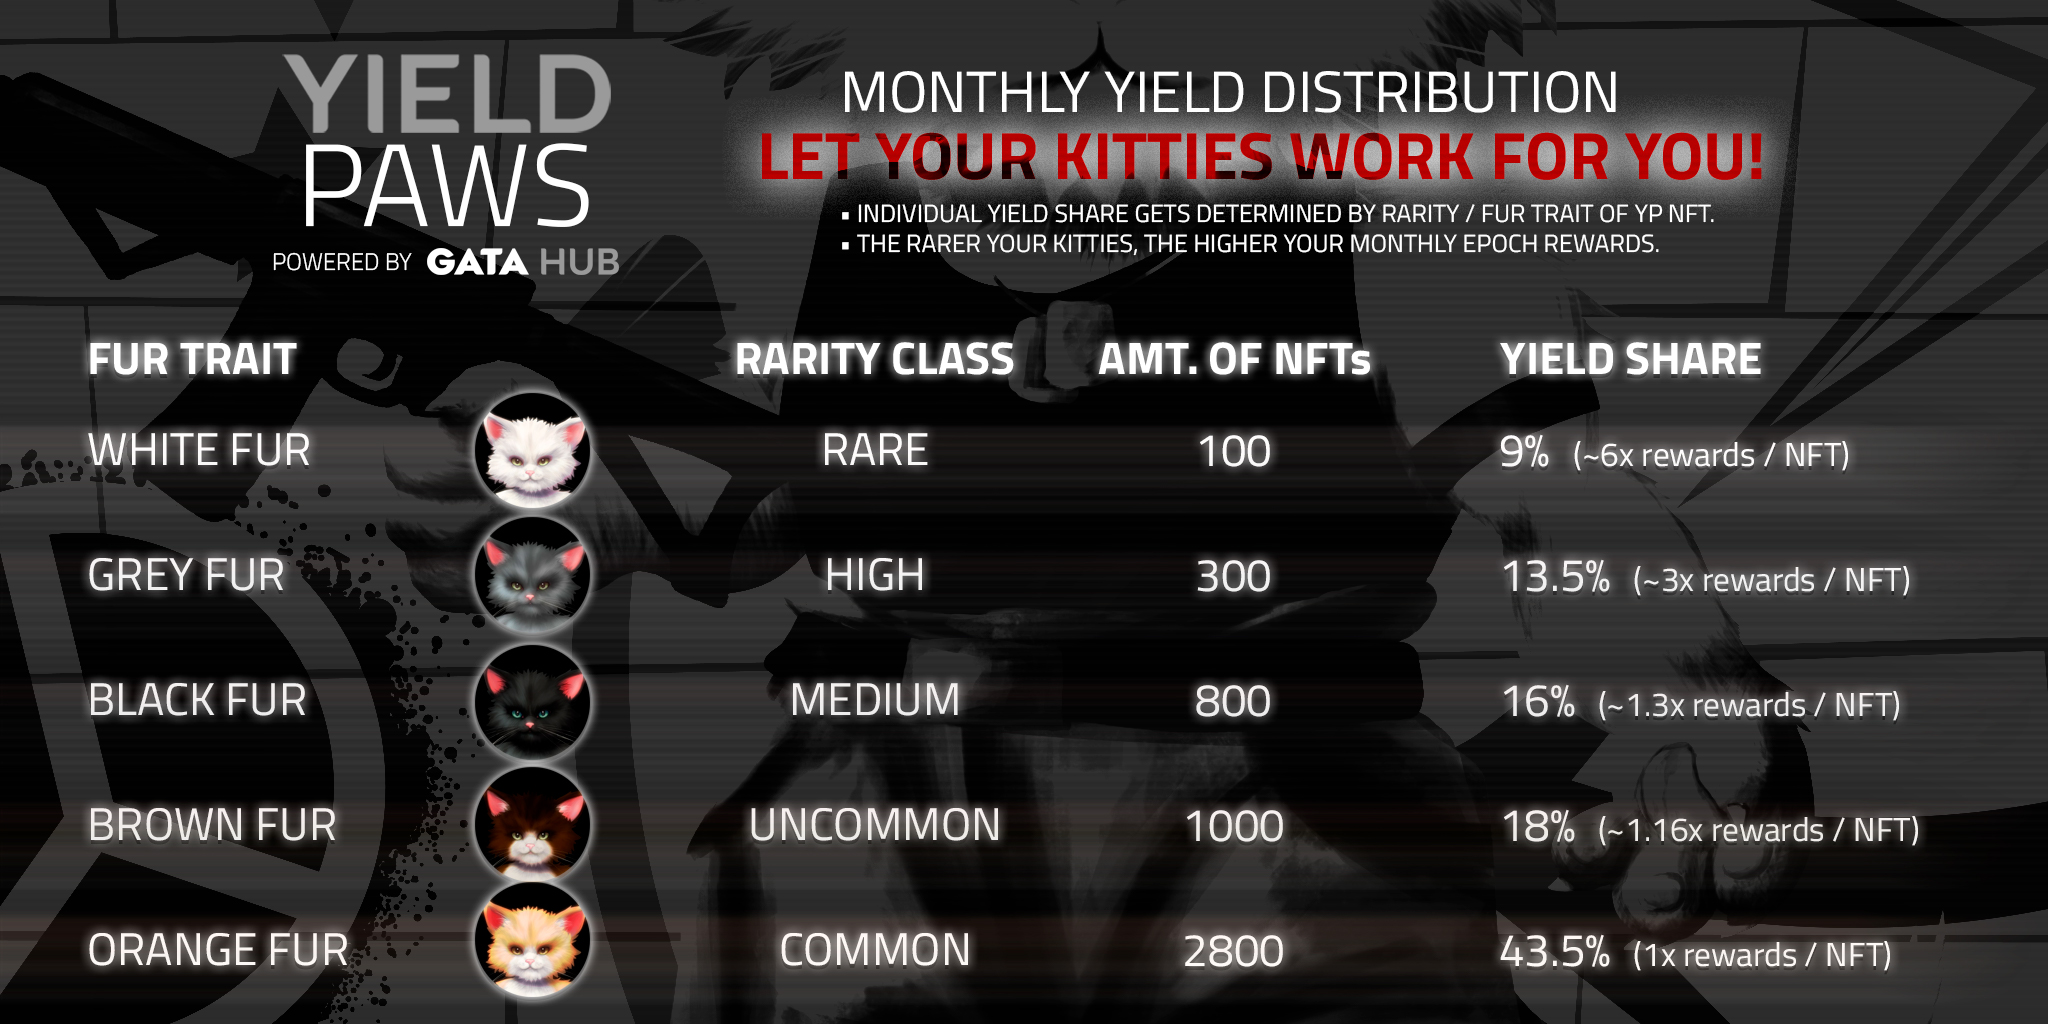 YIELD
PAWS
POWERED BY GATA HUB
MONTHLY YIELD DISTRIBUTION
LET YOUR KITTIES WORK FOR YOU!
▪ INDIVIDUAL YIELD SHARE GETS DETERMINED BY RARITY / FUR TRAIT OF YP NFT.
▪ THE RARER YOUR KITTIES, THE HIGHER YOUR MONTHLY EPOCH REWARDS.
FUR TRAIT RARITY CLASS AMT. OF NFTs YIELD SHARE
WHITE FUR RARE 100 9% (~6x rewards / NFT)
GREY FUR HIGH 300 13.5% (~3x rewards / NFT)
BLACK FUR MEDIUM 800 16% (~1.3x rewards / NFT)
BROWN FUR UNCOMMON 1000 18% (~1.16x rewards / NFT)
ORANGE FUR COMMON 2800 43.5% (1x rewards / NFT)